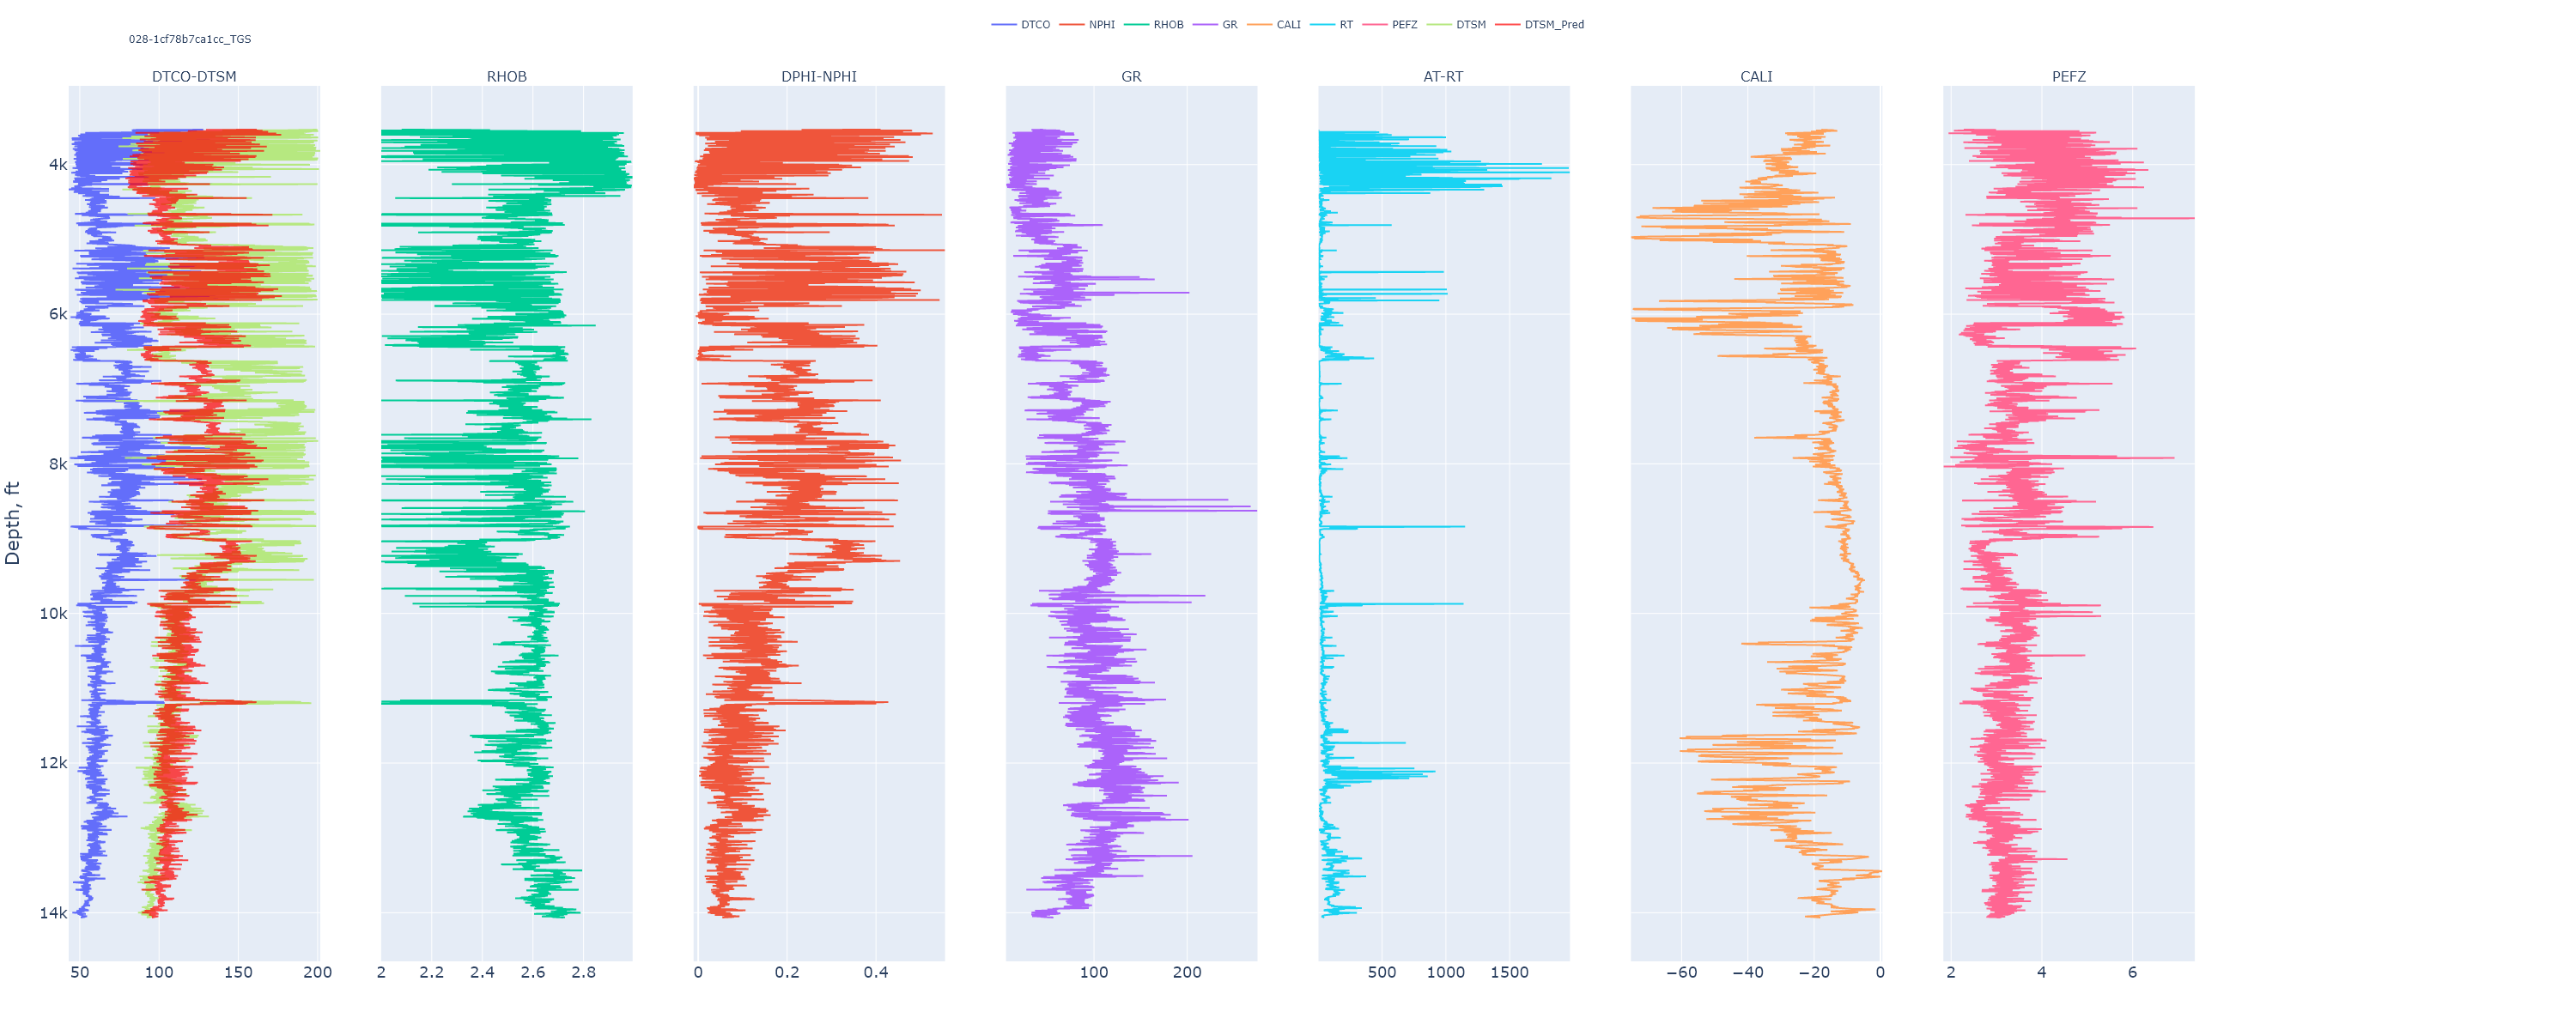 DTCO NPHI RHOB GR CALI RT PEFZ DTSM DTSM_Pred
028-1cf78b7ca1cc_TGS
DTCO-DTSM RHOB DPHI-NPHI GR AT-RT CALI PEFZ
4k
6k
8k
Depth, ft
10k
12k
14k
50 100 150 200 2 2.2 2.4 2.6 2.8 0 0.2 0.4 100 200 500 1000 1500 −60 −40 −20 0 2 4 6